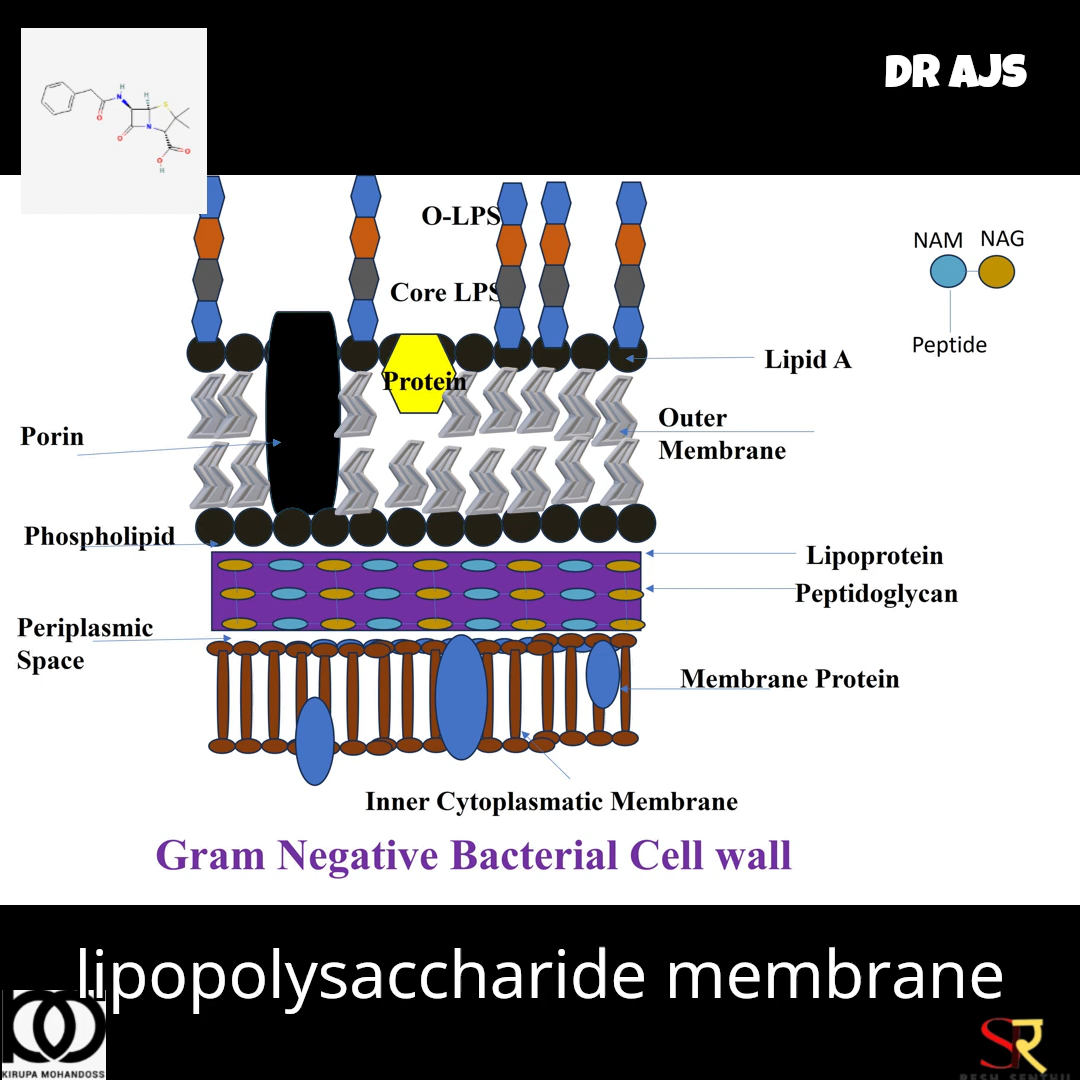 DR AJS
H
N
H
S
O
N
O
O
O
H
O-LPS
NAM NAG
Core LPS
Peptide
Lipid A
Protein
Outer
Membrane
Porin
Phospholipid
Lipoprotein
Peptidoglycan
Periplasmic
Space
Membrane Protein
Inner Cytoplasmatic Membrane
Gram Negative Bacterial Cell wall
lipopolysaccharide membrane
KIRUPA MOHANDOSS